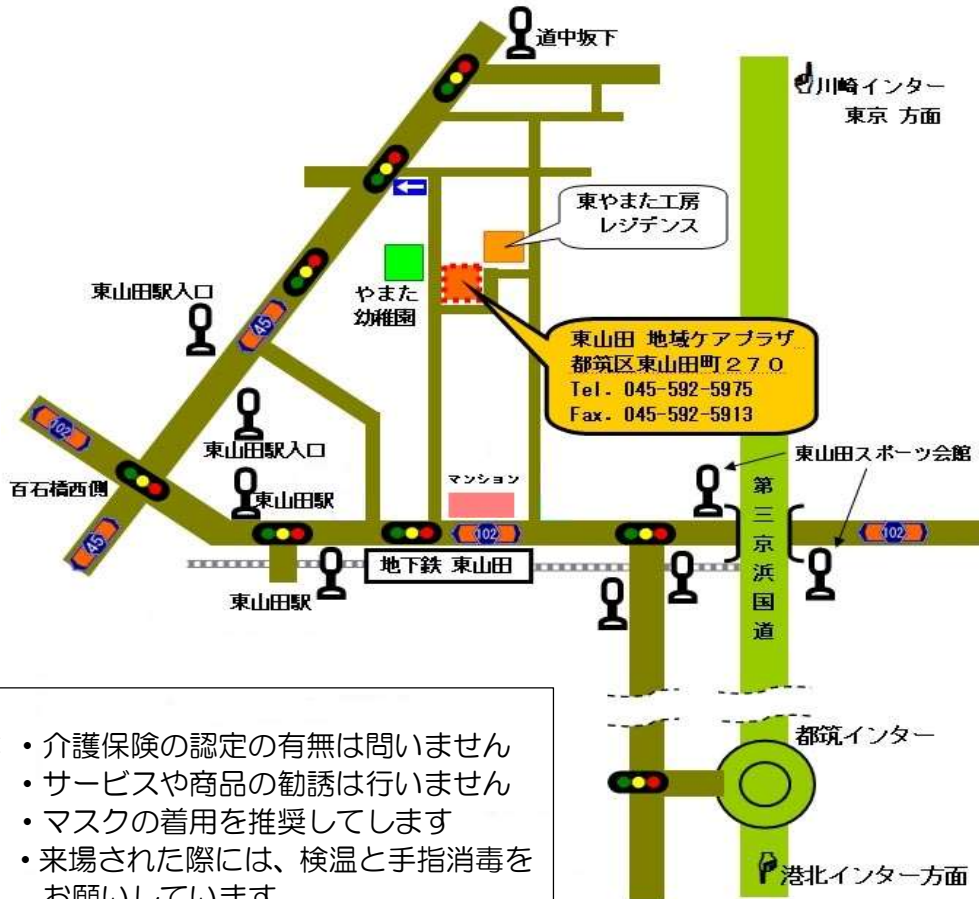 道中坂下
川崎インター
東京 方面
東やまた工房
レジデンス
やまた
幼稚園
東山田駅入口
45
東山田 地域ケアプラザ
都筑区東山田町270
Tel. 045-592-5975
Fax. 045-592-5913
102
東山田駅入口
百石橋西側
東山田駅
マンション
東山田スポーツ会館
第三京浜国道
45
102
102
地下鉄 東山田
東山田駅
都筑インター
港北インター方面
・介護保険の認定の有無は問いません
・サービスや商品の勧誘は行いません
・マスクの着用を推奨してします
・来場された際には、検温と手指消毒を
お願いしています